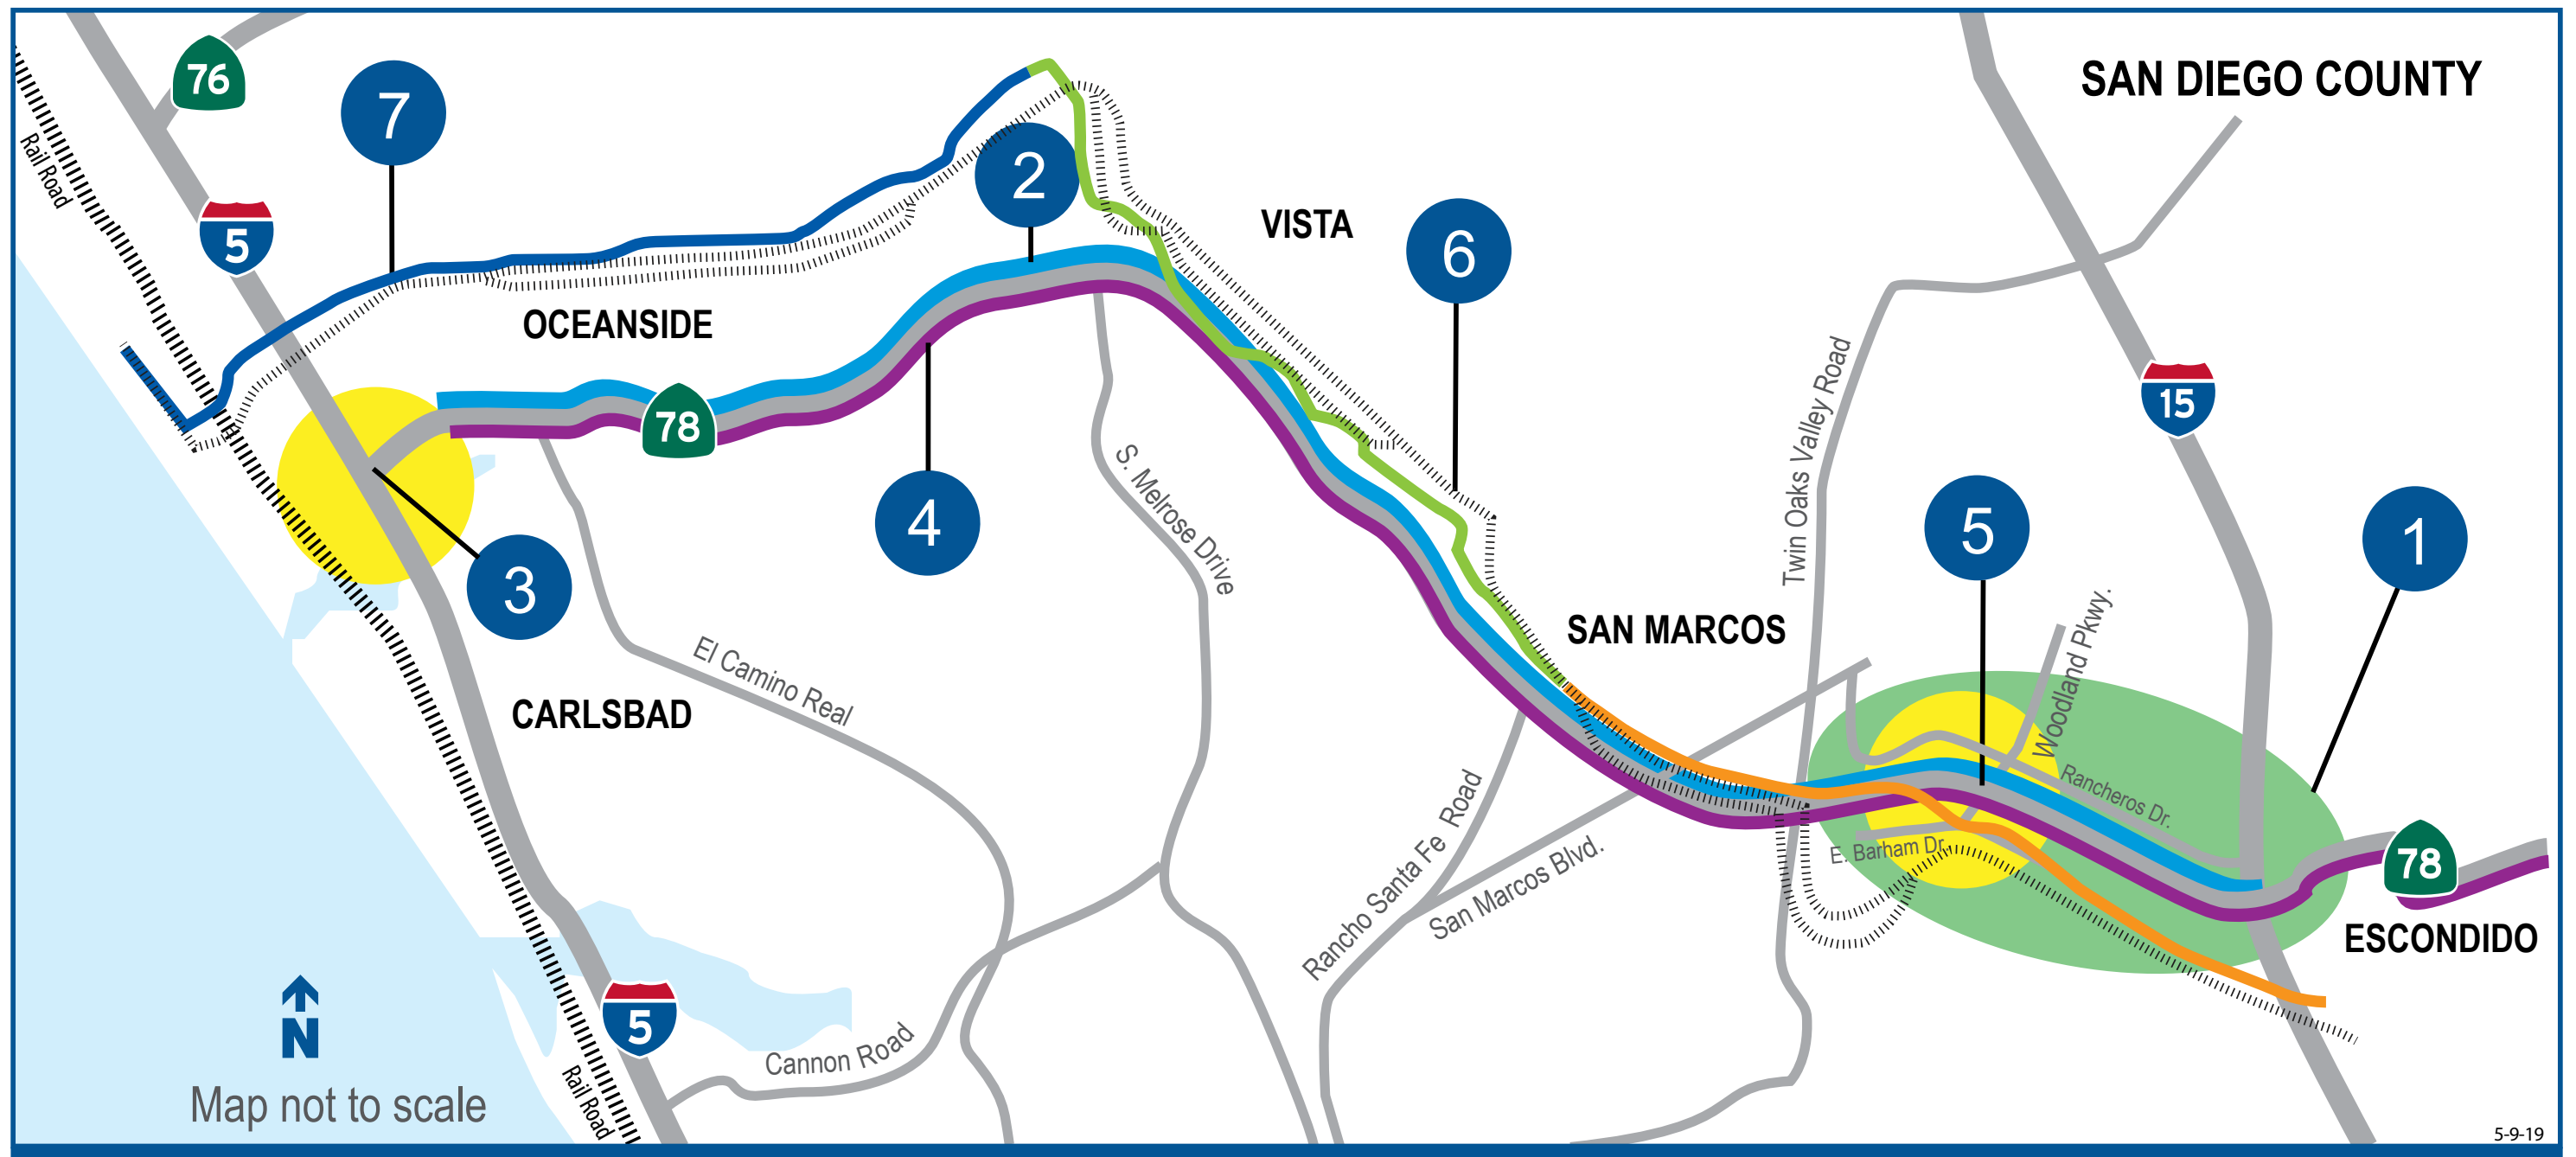 SAN DIEGO COUNTY
76
7
Rail Road
2
VISTA
5
6
OCEANSIDE
Twin Oaks Valley Road
15
78
S. Melrose Drive
4
5
1
3
Woodland Pkwy.
SAN MARCOS
El Camino Real
CARLSBAD
Rancheros Dr.
E. Barham Dr.
Rancho Santa Fe Road
San Marcos Blvd.
78
ESCONDIDO
N
5
Cannon Road
Map not to scale
Rail Road
5-9-19